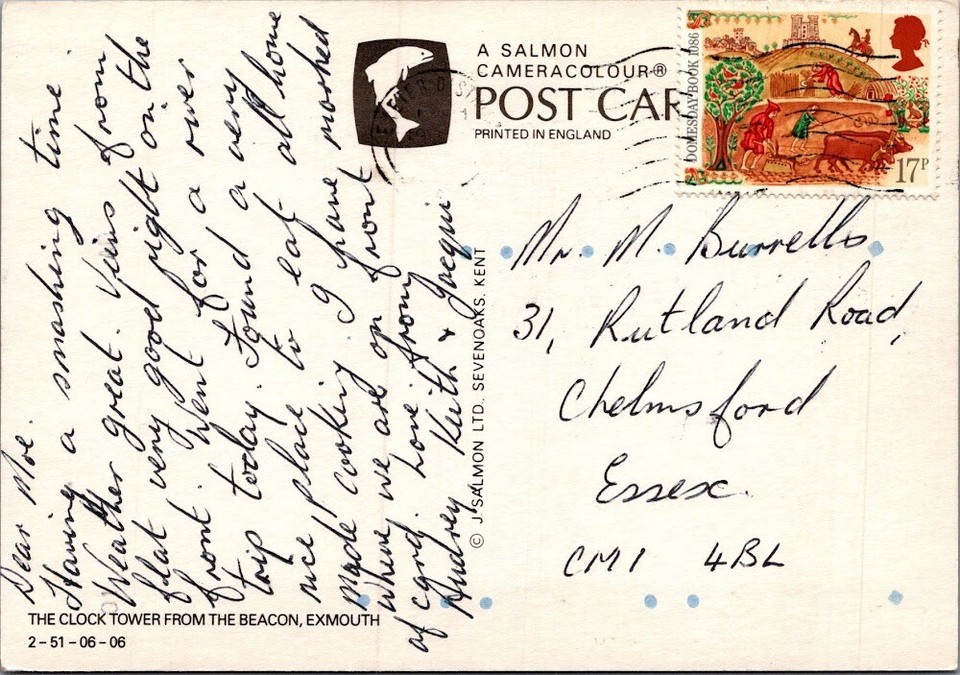 Dear Moe.
Having a smashing time
Weather great. Views from
flat very good right on the
front. Went for a river
trip today. Found a very
nice place to eat all home
made cooking. I have marked
where we are on front
of card. Love from
Audrey Keith & Jacqui
A SALMON
CAMERACOLOUR®
POST CAR
PRINTED IN ENGLAND
DOMESDAY BOOK 1086
17P
© J. SALMON LTD. SEVENOAKS. KENT
Mr. M. Burrells
31, Rutland Road,
Chelmsford
Essex.
CM1 4BL
THE CLOCK TOWER FROM THE BEACON, EXMOUTH
2-51-06-06